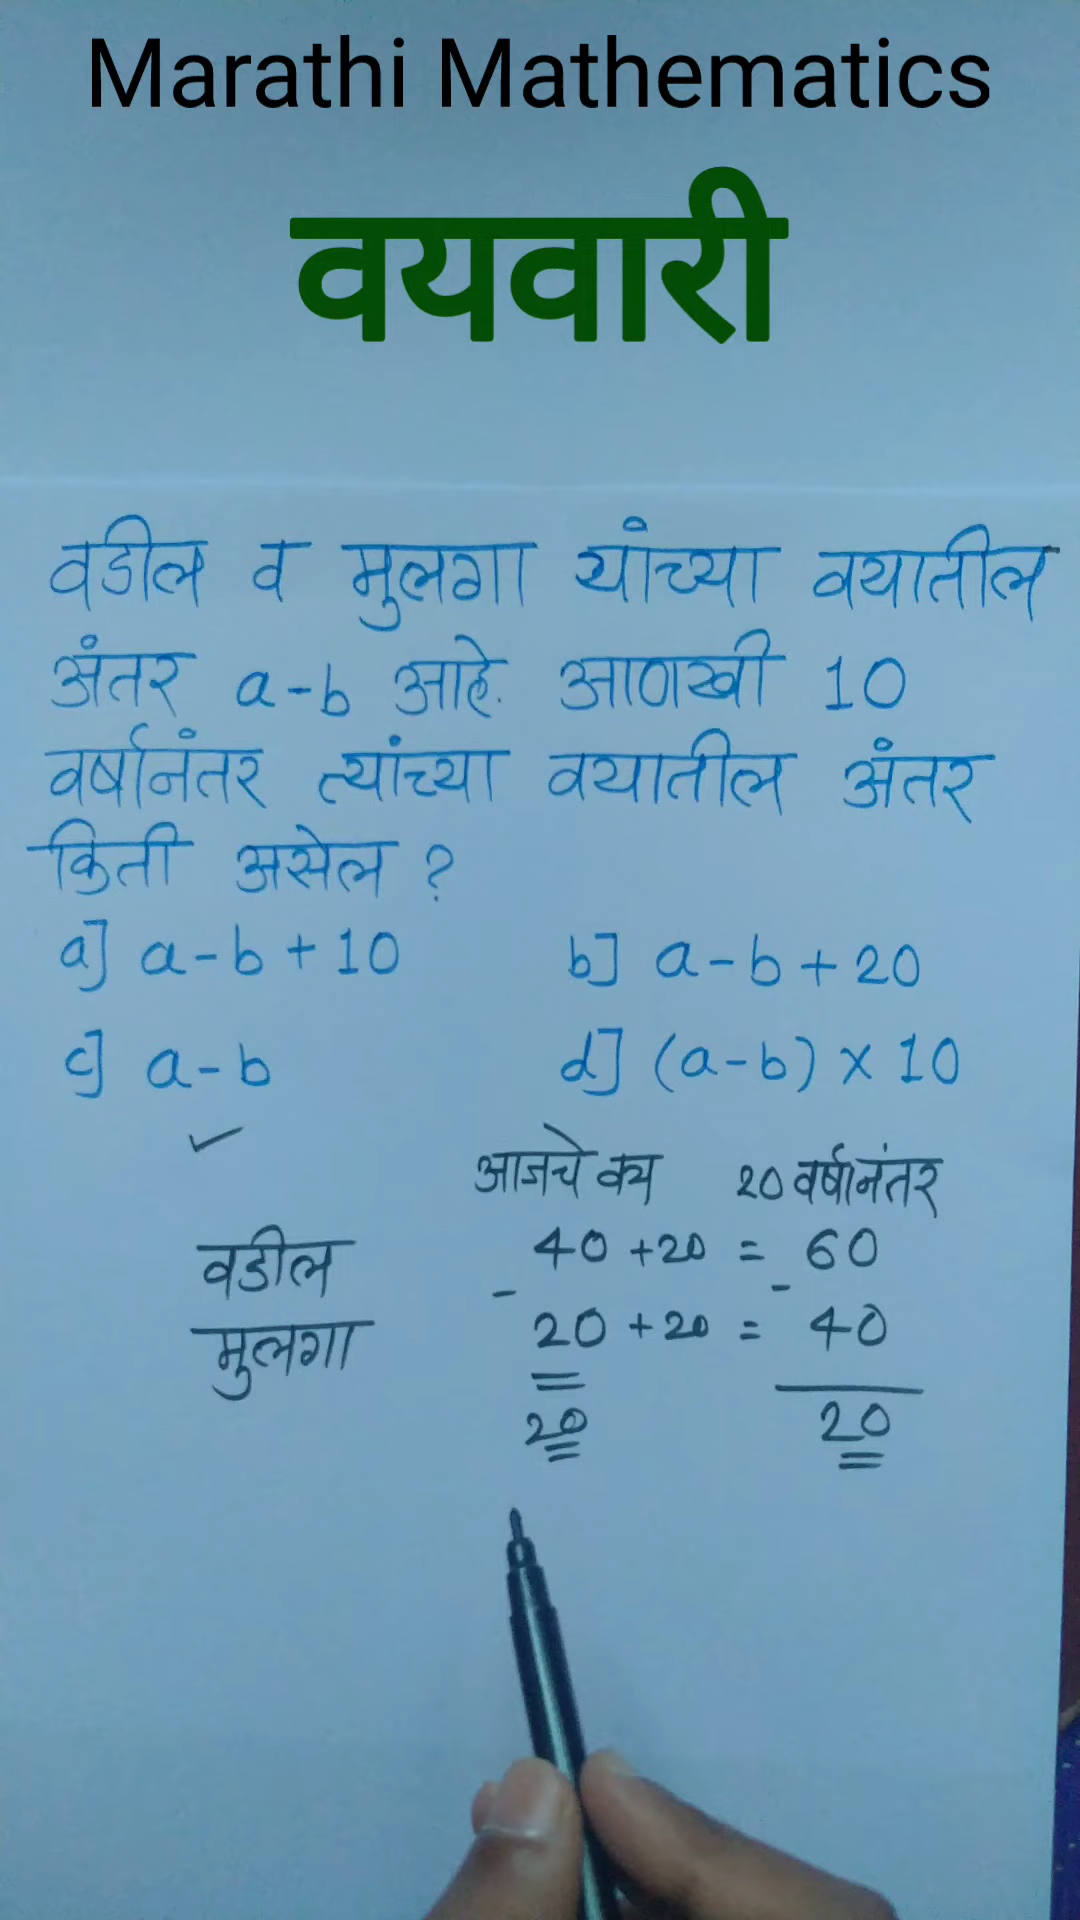 Marathi Mathematics
वयवारी
वडील व मुलगा यांच्या वयातील
अंतर a-b आहे. आणखी 10
वर्षानंतर त्यांच्या वयातील अंतर
किती असेल ?
a] a-b+10 b] a-b+20
c] a-b d] (a-b) x 10
✓
आजचे वय 20 वर्षानंतर
वडील 40 +20 = 60
- -
मुलगा 20 +20 = 40
20 20